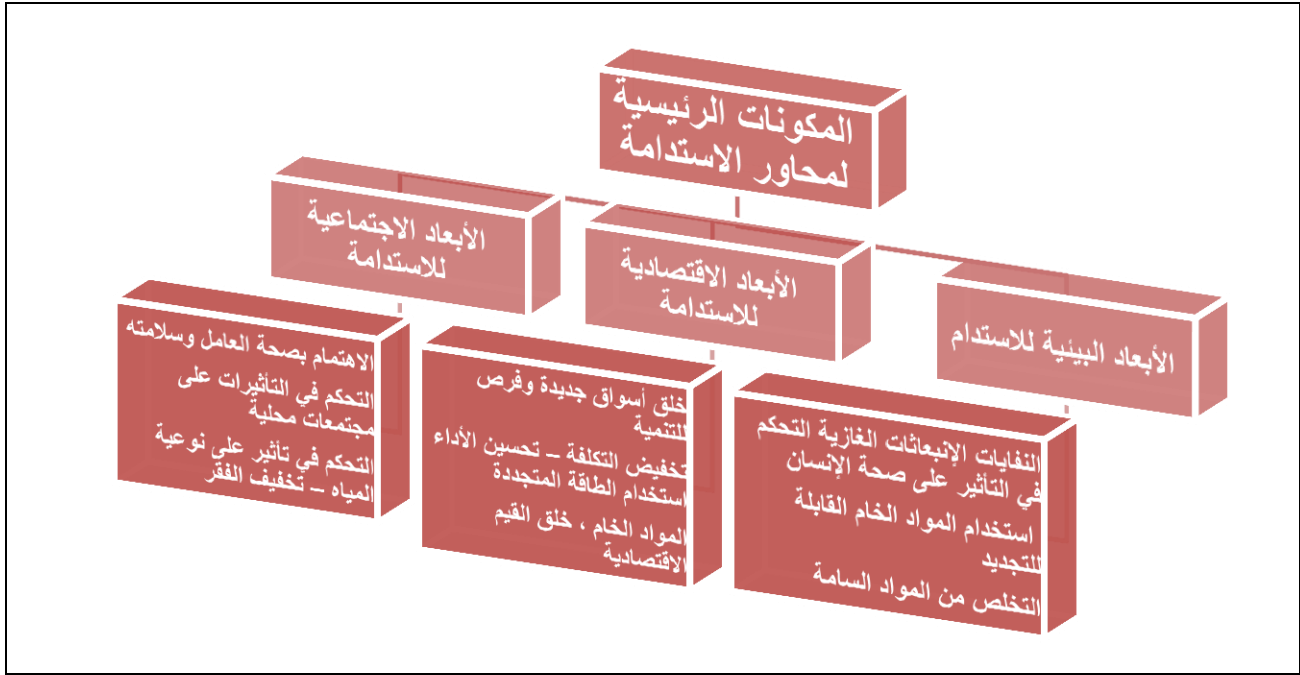 المكونات الرئيسية
لمحاور الاستدامة
الأبعاد البيئية للاستدام
النفايات الإنبعاثات الغازية التحكم
في التأثير على صحة الإنسان
استخدام المواد الخام القابلة
للتجديد
التخلص من المواد السامة
الأبعاد الاقتصادية
للاستدامة
خلق أسواق جديدة وفرص
للتنمية
تخفيض التكلفة – تحسين الأداء
استخدام الطاقة المتجددة
المواد الخام ، خلق القيم
الاقتصادية
الأبعاد الاجتماعية
للاستدامة
الاهتمام بصحة العامل وسلامته
التحكم في التأثيرات على
مجتمعات محلية
التحكم في تأثير على نوعية
المياه – تخفيف الفقر